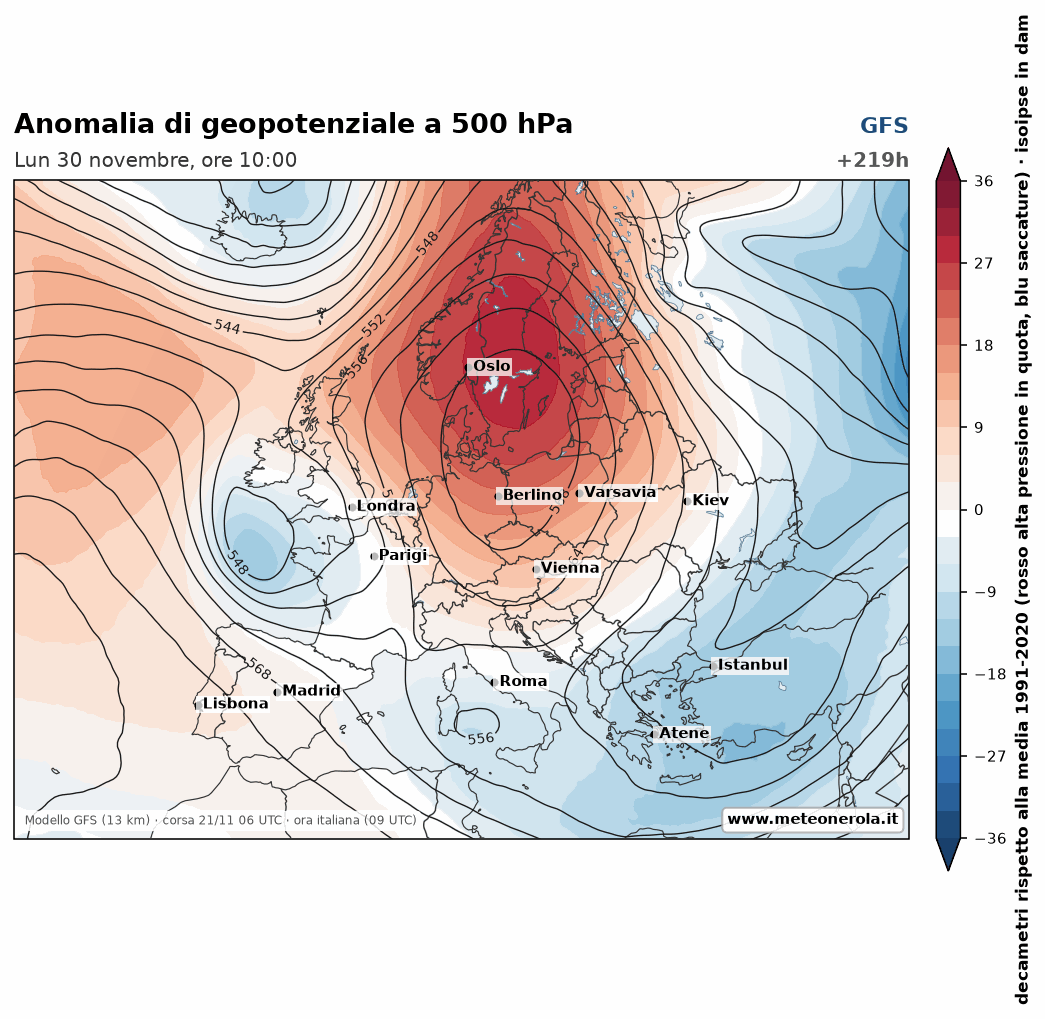 Anomalia di geopotenziale a 500 hPa
GFS
Lun 30 novembre, ore 10:00
+219h
548
544
552
556
Oslo
Berlino
Varsavia
Kiev
Londra
Parigi
Vienna
548
568
Istanbul
Roma
Madrid
Lisbona
Atene
556
Modello GFS (13 km) · corsa 21/11 06 UTC · ora italiana (09 UTC)
www.meteonerola.it
36
27
18
9
0
−9
−18
−27
−36
decametri rispetto alla media 1991-2020 (rosso alta pressione in quota, blu saccature) · isoipse in dam